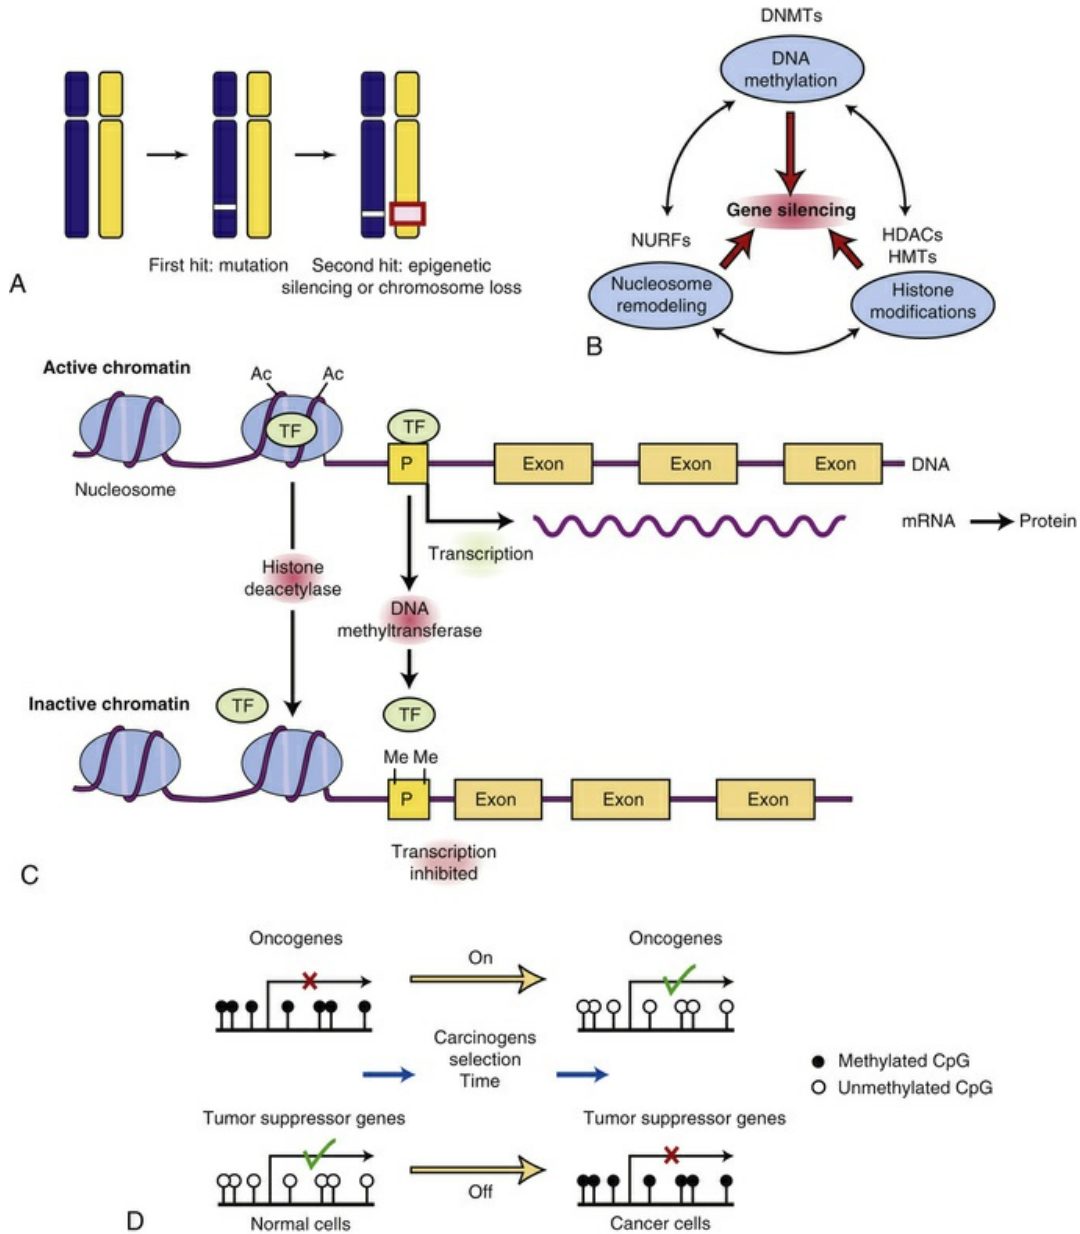 First hit: mutation
Second hit: epigenetic
silencing or chromosome loss
A
DNMTs
DNA
methylation
Gene silencing
NURFs
HDACs
HMTs
Nucleosome
remodeling
Histone
modifications
B
Active chromatin
Ac
Ac
TF
TF
P
Exon
Exon
Exon
DNA
Nucleosome
Transcription
mRNA
Protein
Histone
deacetylase
DNA
methyltransferase
Inactive chromatin
TF
TF
Me Me
P
Exon
Exon
Exon
Transcription
inhibited
C
Oncogenes
On
Oncogenes
Carcinogens
selection
Time
Methylated CpG
Unmethylated CpG
Tumor suppressor genes
Tumor suppressor genes
Off
Normal cells
Cancer cells
D